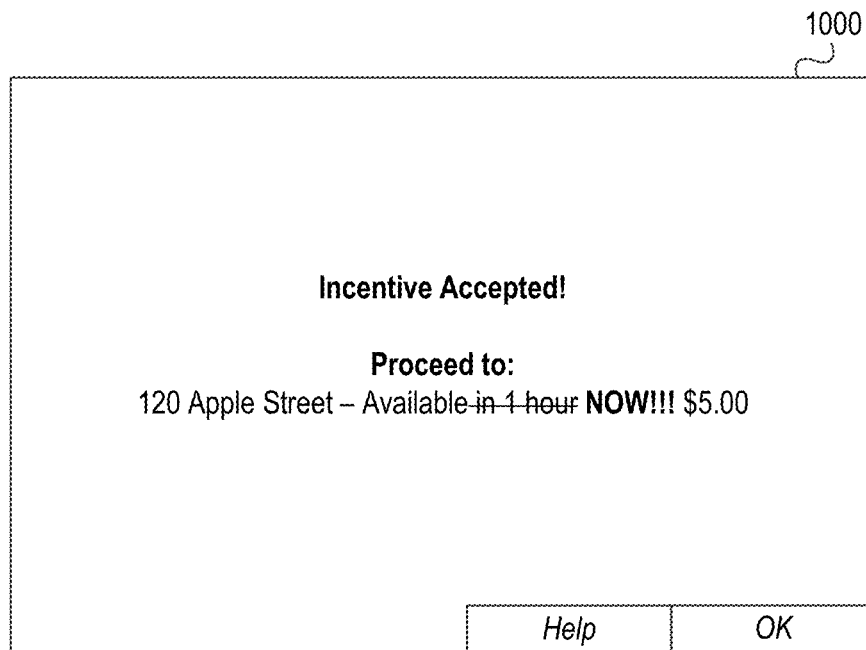 1000
Incentive Accepted!
Proceed to:
120 Apple Street – Available in 1 hour NOW!!! $5.00
Help
OK